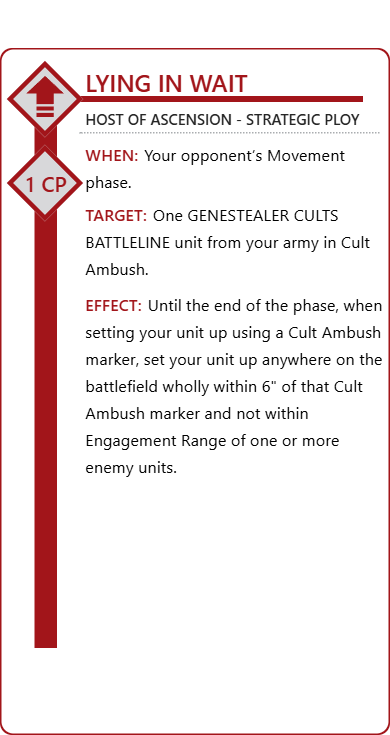 LYING IN WAIT
HOST OF ASCENSION - STRATEGIC PLOY
1 CP
WHEN: Your opponent’s Movement
phase.
TARGET: One GENESTEALER CULTS
BATTLELINE unit from your army in Cult
Ambush.
EFFECT: Until the end of the phase, when
setting your unit up using a Cult Ambush
marker, set your unit up anywhere on the
battlefield wholly within 6" of that Cult
Ambush marker and not within
Engagement Range of one or more
enemy units.